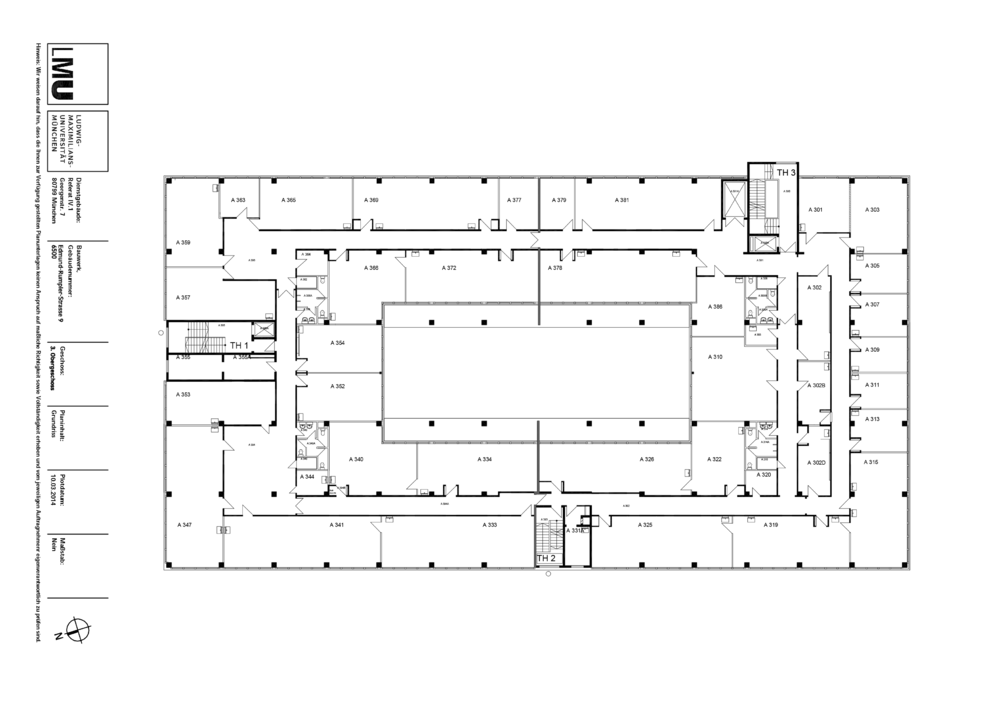 LMU
LUDWIG-
MAXIMILIANS-
UNIVERSITÄT
MÜNCHEN
Dienstgebäude:
Referat IV.1
Georgenstr. 7
80799 München
Bauwerk,
Gebäudenummer:
Edmund-Rumpler-Strasse 9
6500
Geschoss:
3. Obergeschoss
Planinhalt:
Grundriss
Plandatum:
10.03.2014
Maßstab:
Nein
N
Hinweis: Wir weisen darauf hin, dass die Ihnen zur Verfügung gestellten Planunterlagen keinen Anspruch auf maßliche Richtigkeit sowie Vollständigkeit erheben und vom jeweiligen Auftragnehmer eigenverantwortlich zu prüfen sind.
TH 3
A 363
A 365
A 369
A 377
A 379
A 381
A 301
A 303
A 359
A 366
A 372
A 378
A 305
A 357
A 386
A 302
A 307
TH 1
A 354
A 310
A 309
A 355
A 352
A 302B
A 311
A 353
A 313
A 340
A 334
A 326
A 322
A 302D
A 315
A 344
A 320
A 347
A 341
A 333
A 331A
A 325
A 319
TH 2